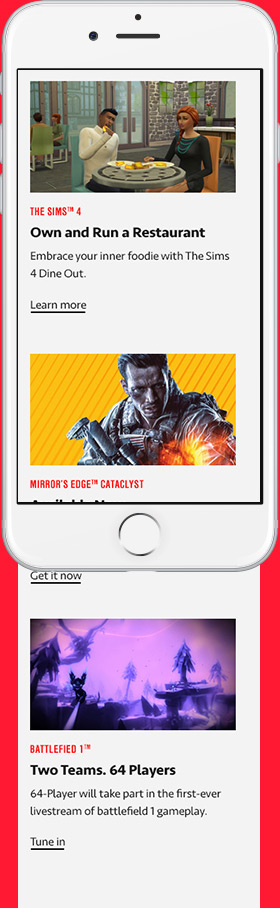 THE SIMS™ 4
Own and Run a Restaurant
Embrace your inner foodie with The Sims
4 Dine Out.
Learn more
MIRROR'S EDGE™ CATACLYST
Get it now
BATTLEFIED 1™
Two Teams. 64 Players
64-Player will take part in the first-ever
livestream of battlefield 1 gameplay.
Tune in